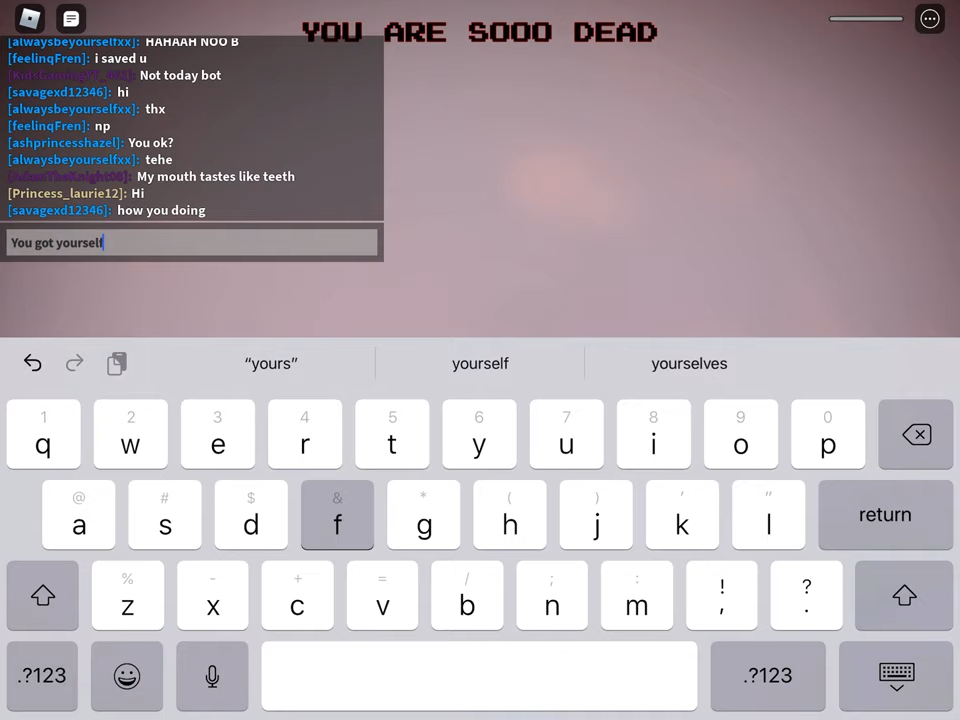 YOU ARE SOOO DEAD
[alwaysbeyourselfxx]: HAHAAH NOO B
[feelinqFren]: i saved u
Not today bot
[savagexd12346]: hi
[alwaysbeyourselfxx]: thx
[feelinqFren]: np
[ashprincesshazel]: You ok?
[alwaysbeyourselfxx]: tehe
My mouth tastes like teeth
[Princess_laurie12]: Hi
[savagexd12346]: how you doing
You got yourself
“yours” yourself yourselves
1 2 3 4 5 6 7 8 9 0
q w e r t y u i o p
@ # $ & * ( ) ' "
a s d f g h j k l return
% - + = / ; : ! ?
z x c v b n m , .
.?123 .?123